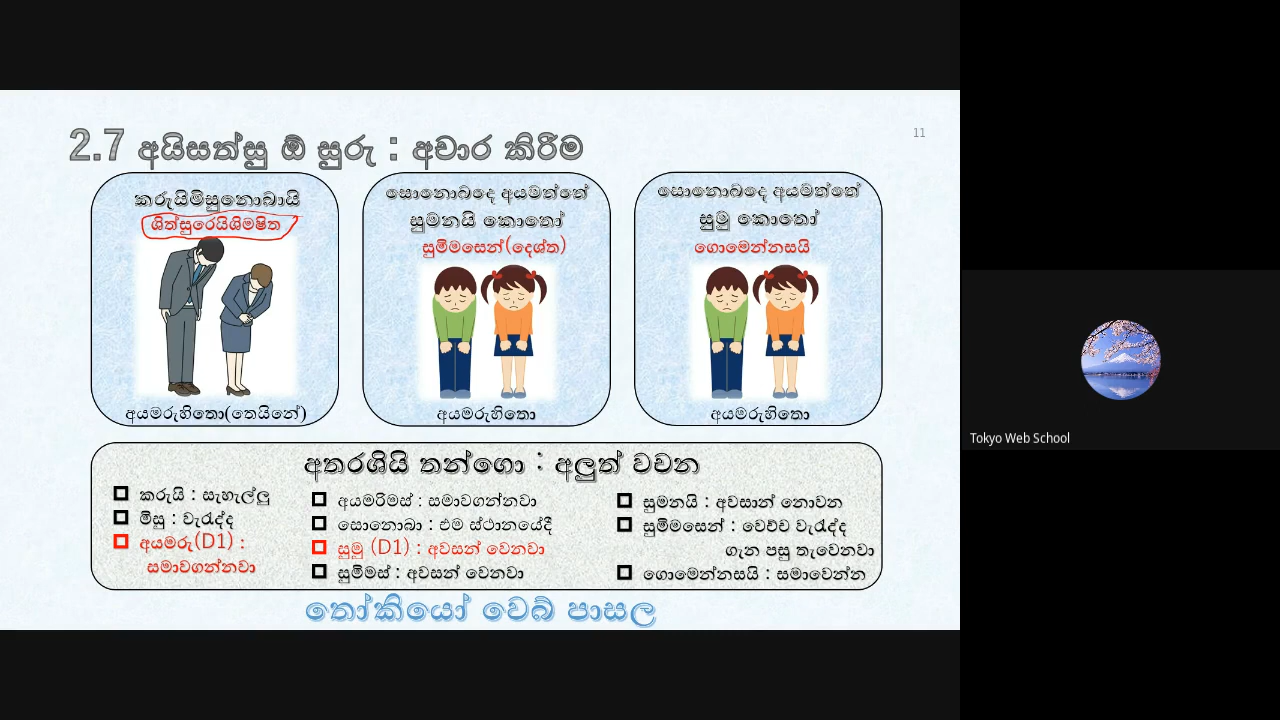 2.7 අයිසත්සු ඕ සුරු : අචාර කිරීම
11
කරුයිමිසුනොබායි
ශිත්සුරෙයිශිමෂිත
අයමරුහිතො(තෙයිනේ)
සොනොබදෙ අයමත්තේ
සුමනයි කොතෝ
සුමිමසෙන්(දෙශ්ත)
අයමරුහිතො
සොනොබදෙ අයමත්තේ
සුමු කොතෝ
ගොමෙන්නසයි
අයමරුහිතො
අතරශියි තන්ගො : අලුත් වචන
කරුයි : සැහැල්ලු
මිසු : වැරැද්ද
අයමරු(D1) :
සමාවගන්නවා
අයමරිමස් : සමාවගන්නවා
සොනොබා : එම ස්ථානයේදී
සුමු (D1) : අවසන් වෙනවා
සුමිමස් : අවසන් වෙනවා
සුමනයි : අවසාන් නොවන
සුමිමසෙන් : වෙච්ච වැරැද්ද
ගැන පසු තැවෙනවා
ගොමෙන්නසයි : සමාවෙන්න
තෝකියෝ වෙබ් පාසල
Tokyo Web School